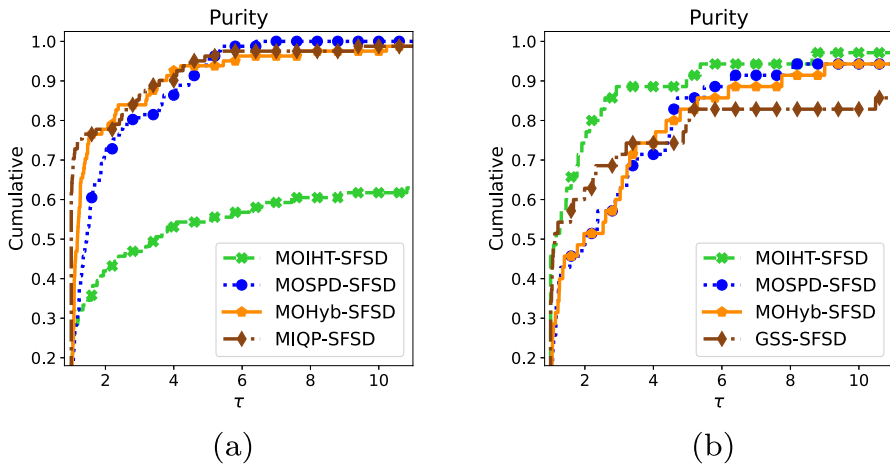 Purity
Cumulative
1.0
0.9
0.8
0.7
0.6
0.5
0.4
0.3
0.2
MOIHT-SFSD
MOSPD-SFSD
MOHyb-SFSD
MIQP-SFSD
2 4 6 8 10
τ
(a)
Purity
Cumulative
1.0
0.9
0.8
0.7
0.6
0.5
0.4
0.3
0.2
MOIHT-SFSD
MOSPD-SFSD
MOHyb-SFSD
GSS-SFSD
2 4 6 8 10
τ
(b)